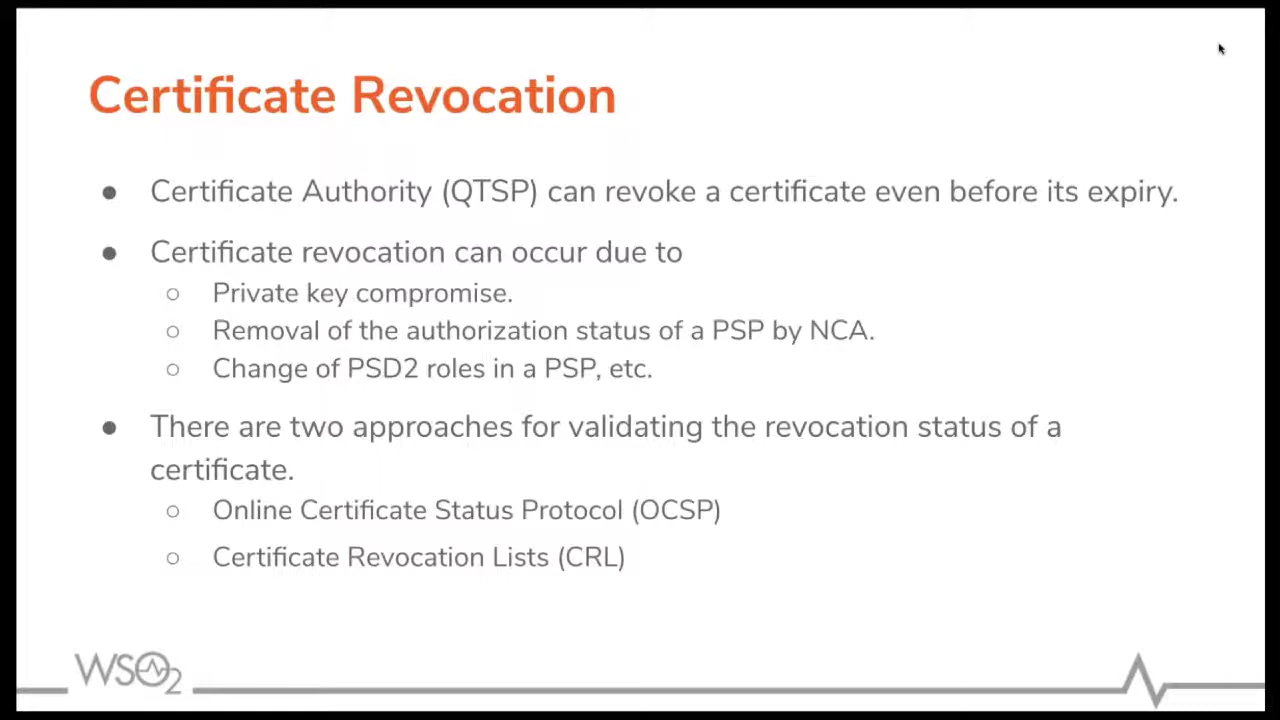 Certificate Revocation
● Certificate Authority (QTSP) can revoke a certificate even before its expiry.
● Certificate revocation can occur due to
○ Private key compromise.
○ Removal of the authorization status of a PSP by NCA.
○ Change of PSD2 roles in a PSP, etc.
● There are two approaches for validating the revocation status of a
certificate.
○ Online Certificate Status Protocol (OCSP)
○ Certificate Revocation Lists (CRL)
WSO2